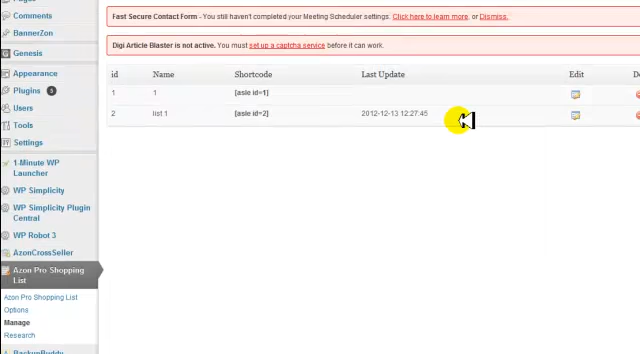 Comments
BannerZon
Genesis
Appearance
Plugins 5
Users
Tools
Settings
1-Minute WP
Launcher
WP Simplicity
WP Simplicity Plugin
Central
WP Robot 3
AzonCrossSeller
Azon Pro Shopping
List
Azon Pro Shopping List
Options
Manage
Research
BackupBuddy
Fast Secure Contact Form - You still haven't completed your Meeting Scheduler settings. Click here to learn more, or Dismiss.
Digi Article Blaster is not active. You must set up a captcha service before it can work.
id Name Shortcode Last Update Edit
1 1 [asle id=1]
2 list 1 [asle id=2] 2012-12-13 12:27:45